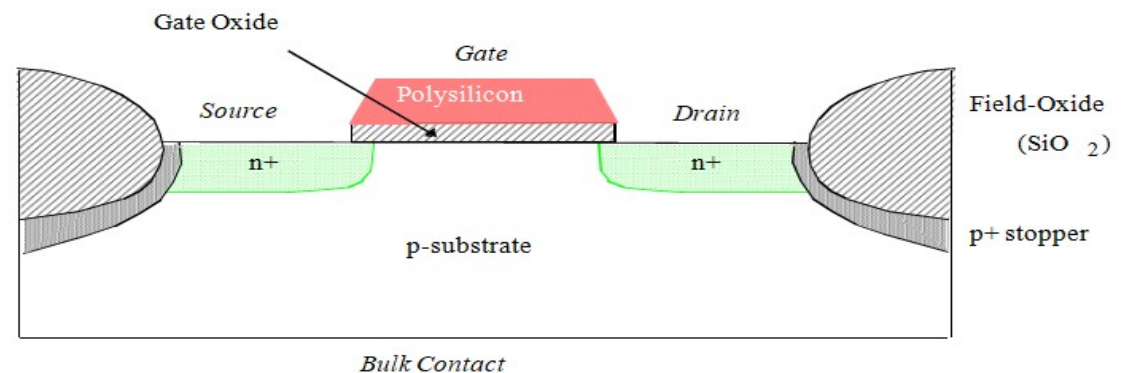 Gate Oxide
Gate
Polysilicon
Source
Drain
Field-Oxide
(SiO 2)
n+
n+
p+ stopper
p-substrate
Bulk Contact